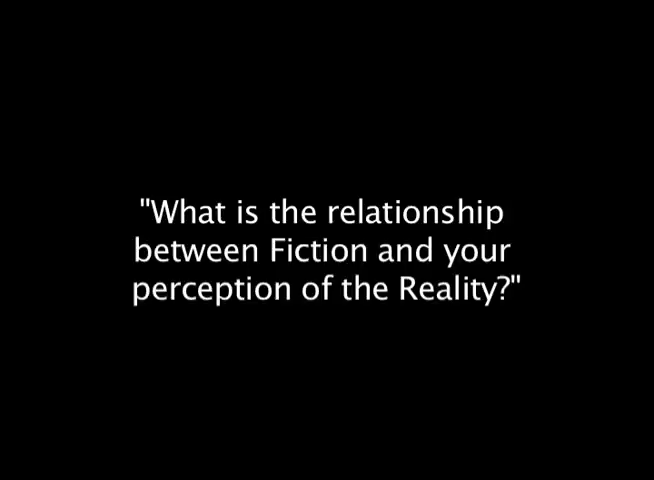 "What is the relationship
between Fiction and your
perception of the Reality?"